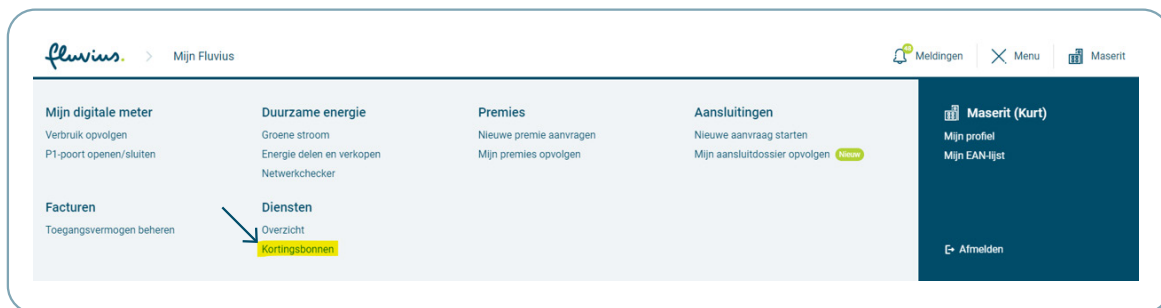 fluvius.
Mijn Fluvius
Meldingen
Menu
Maserit
Mijn digitale meter
Verbruik opvolgen
P1-poort openen/sluiten
Duurzame energie
Groene stroom
Energie delen en verkopen
Netwerkchecker
Premies
Nieuwe premie aanvragen
Mijn premies opvolgen
Aansluitingen
Nieuwe aanvraag starten
Mijn aansluitdossier opvolgen Nieuw
Facturen
Toegangsvermogen beheren
Diensten
Overzicht
Kortingsbonnen
Maserit (Kurt)
Mijn profiel
Mijn EAN-lijst
Afmelden